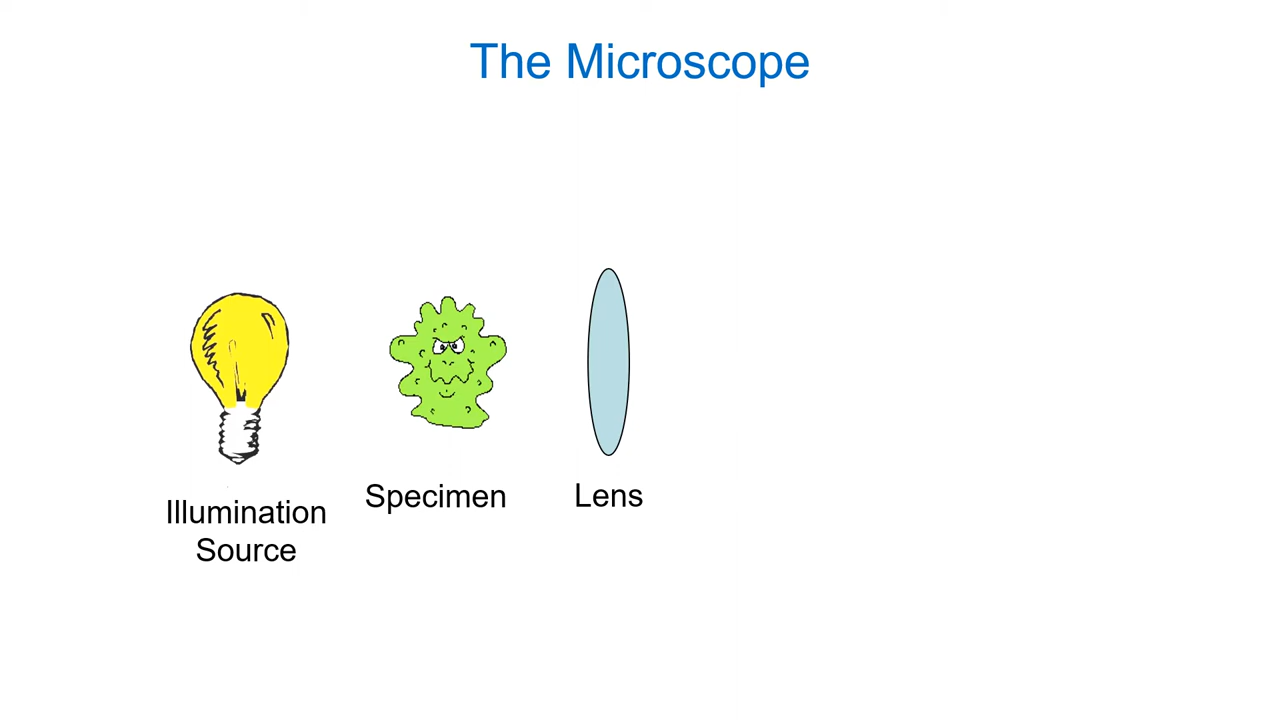 The Microscope
Specimen
Lens
Illumination
Source